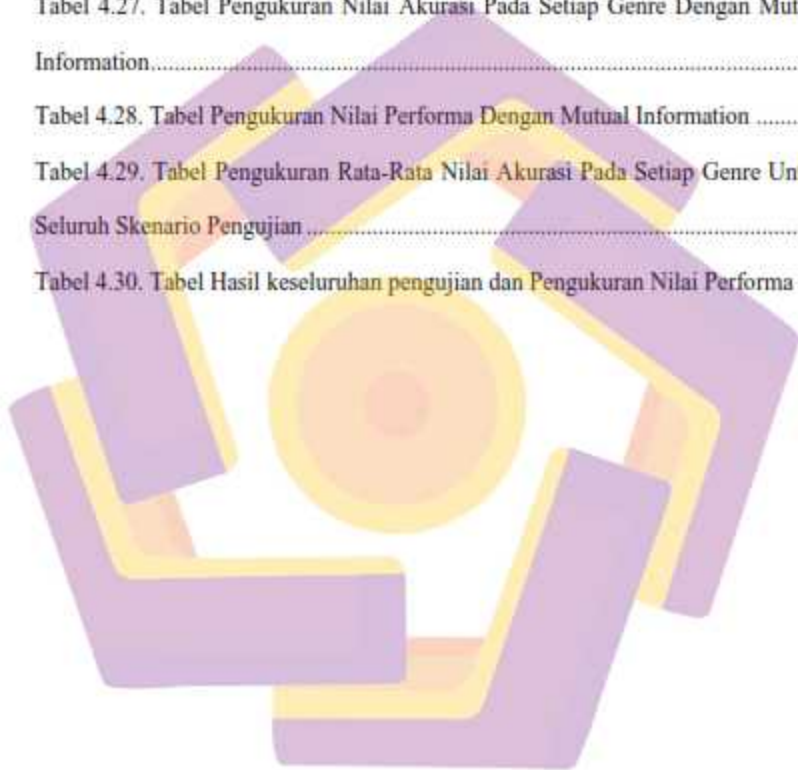 Tabel 4.27. Tabel Pengukuran Nilai Akurasi Pada Setiap Genre Dengan Mut
Information..........................................................................................................
Tabel 4.28. Tabel Pengukuran Nilai Performa Dengan Mutual Information .......
Tabel 4.29. Tabel Pengukuran Rata-Rata Nilai Akurasi Pada Setiap Genre Un
Seluruh Skenario Pengujian ...............................................................................
Tabel 4.30. Tabel Hasil keseluruhan pengujian dan Pengukuran Nilai Performa